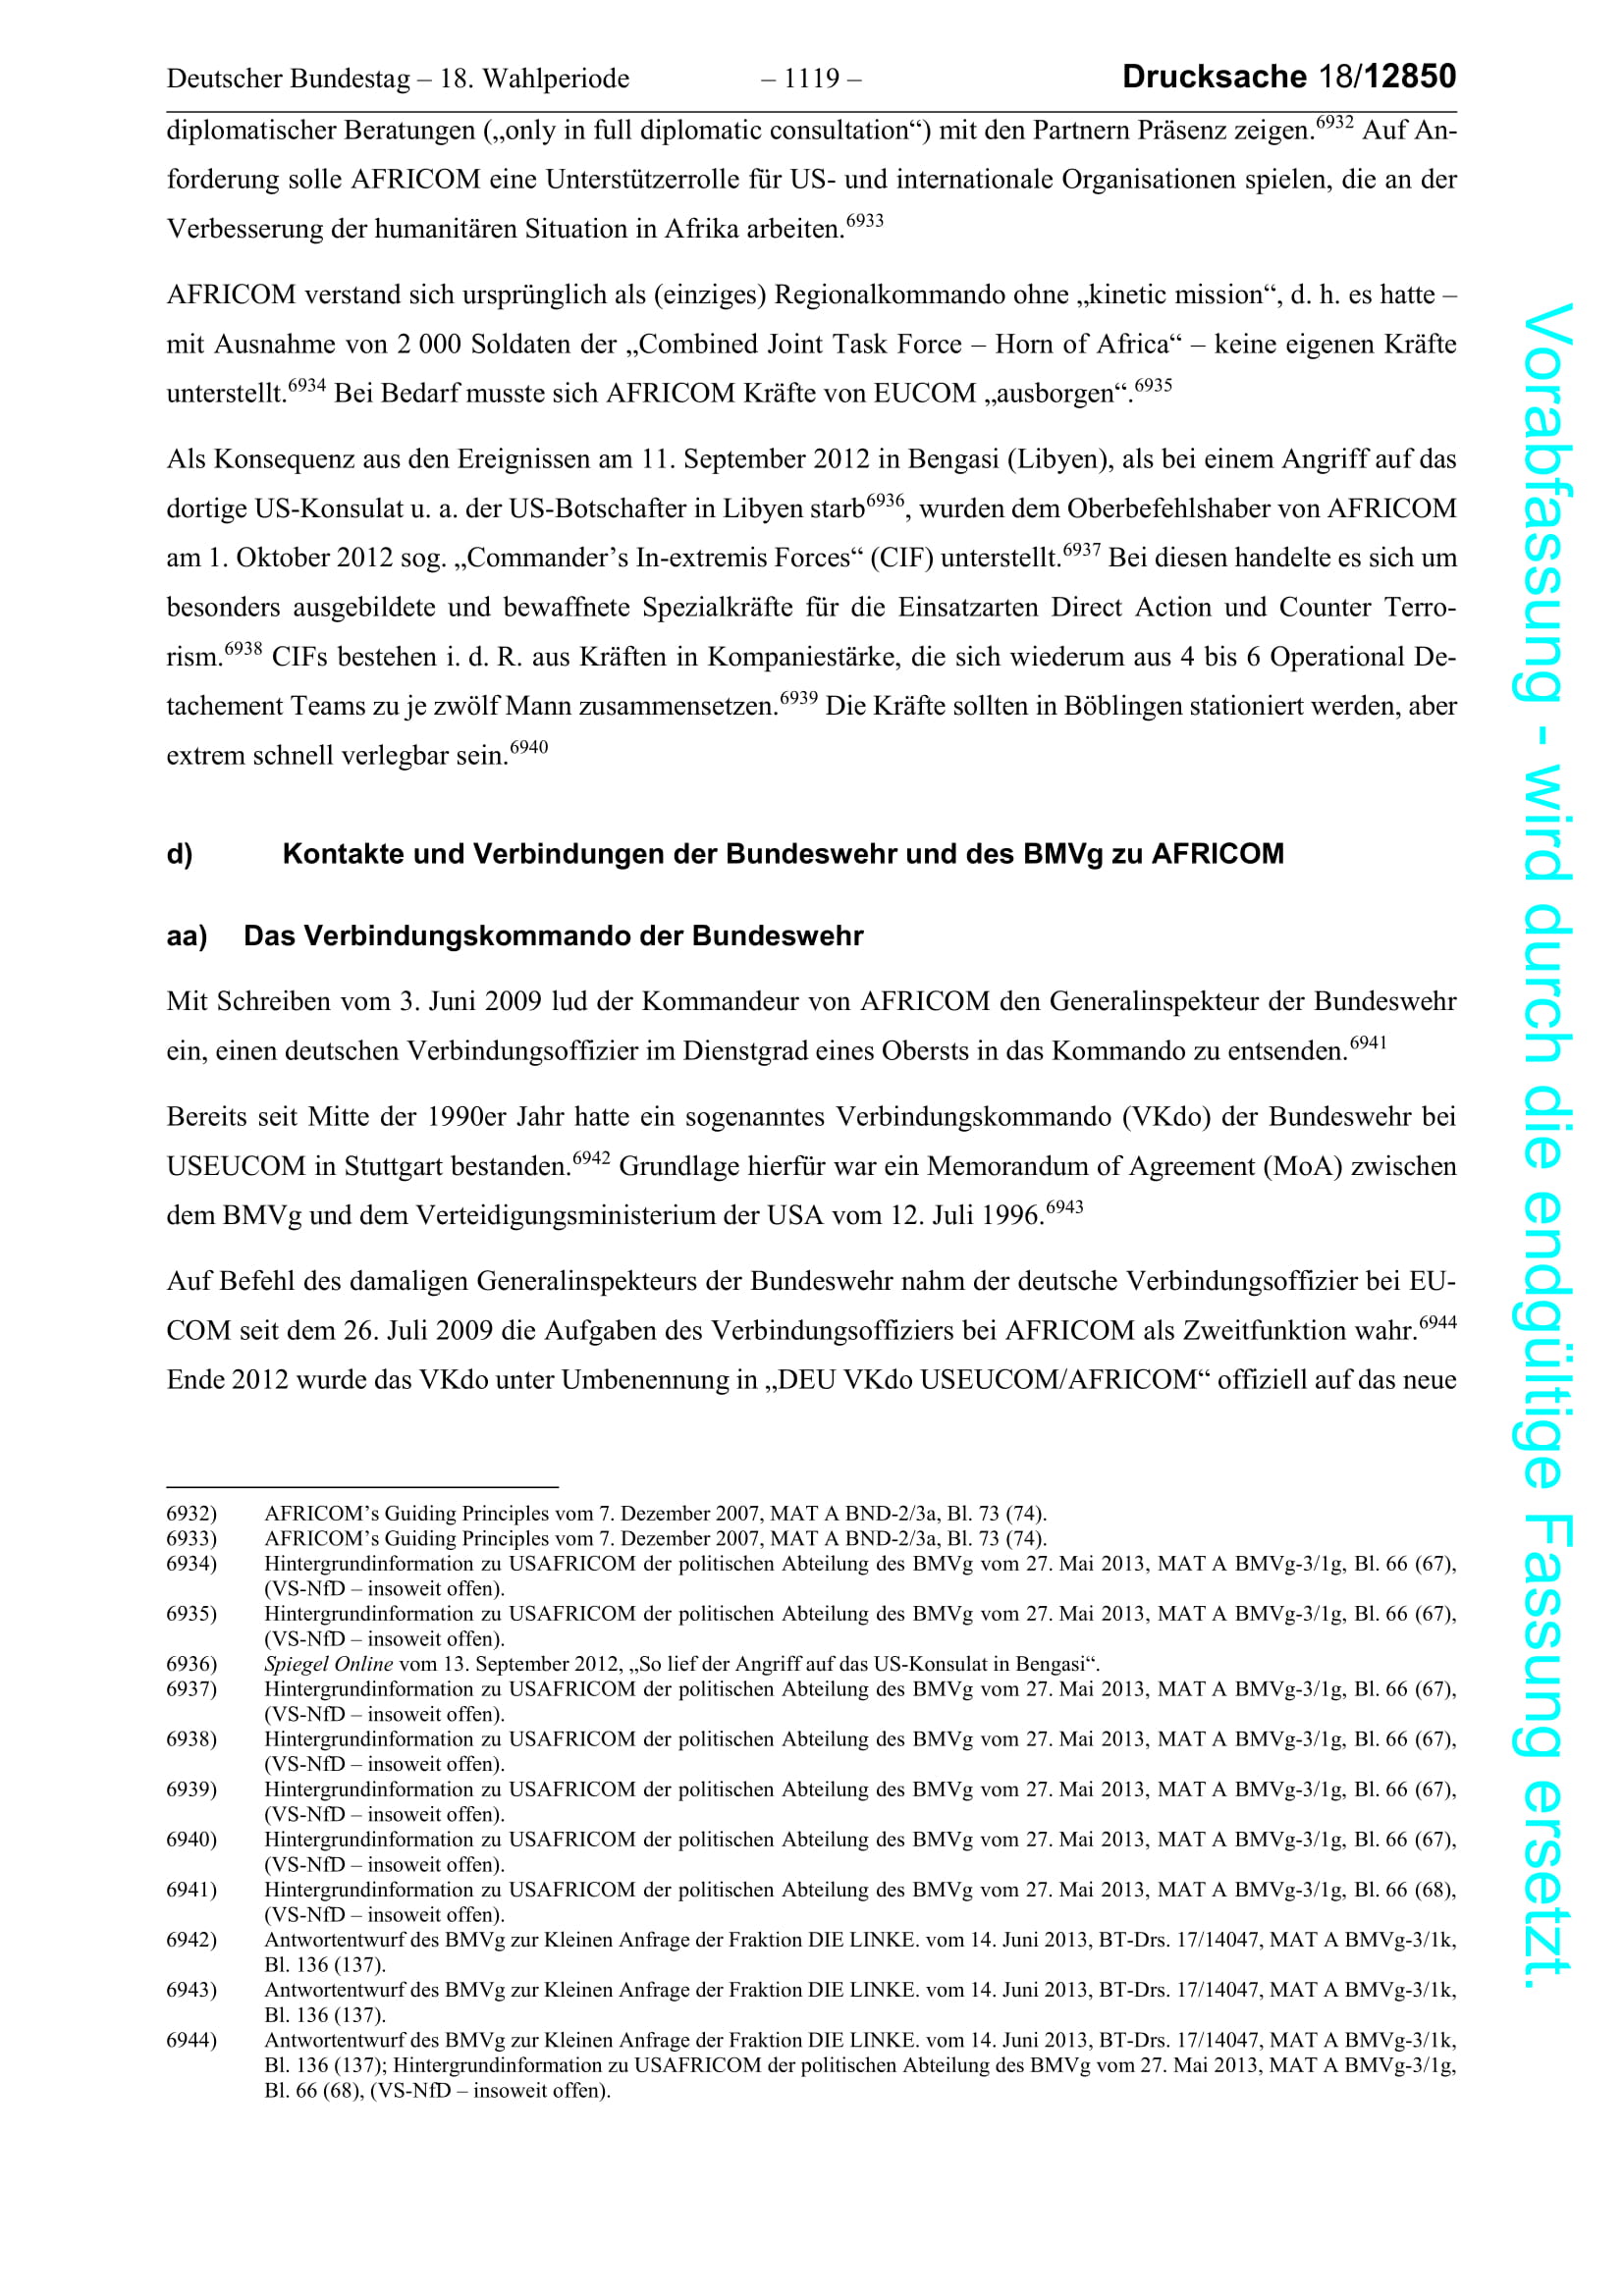 Deutscher Bundestag – 18. Wahlperiode – 1119 – Drucksache 18/12850
diplomatischer Beratungen („only in full diplomatic consultation“) mit den Partnern Präsenz zeigen.6932 Auf An-
forderung solle AFRICOM eine Unterstützerrolle für US- und internationale Organisationen spielen, die an der
Verbesserung der humanitären Situation in Afrika arbeiten.6933
AFRICOM verstand sich ursprünglich als (einziges) Regionalkommando ohne „kinetic mission“, d. h. es hatte –
mit Ausnahme von 2 000 Soldaten der „Combined Joint Task Force – Horn of Africa“ – keine eigenen Kräfte
unterstellt.6934 Bei Bedarf musste sich AFRICOM Kräfte von EUCOM „ausborgen“.6935
Als Konsequenz aus den Ereignissen am 11. September 2012 in Bengasi (Libyen), als bei einem Angriff auf das
dortige US-Konsulat u. a. der US-Botschafter in Libyen starb6936, wurden dem Oberbefehlshaber von AFRICOM
am 1. Oktober 2012 sog. „Commander’s In-extremis Forces“ (CIF) unterstellt.6937 Bei diesen handelte es sich um
besonders ausgebildete und bewaffnete Spezialkräfte für die Einsatzarten Direct Action und Counter Terro-
rism.6938 CIFs bestehen i. d. R. aus Kräften in Kompaniestärke, die sich wiederum aus 4 bis 6 Operational De-
tachement Teams zu je zwölf Mann zusammensetzen.6939 Die Kräfte sollten in Böblingen stationiert werden, aber
extrem schnell verlegbar sein.6940
d) Kontakte und Verbindungen der Bundeswehr und des BMVg zu AFRICOM
aa) Das Verbindungskommando der Bundeswehr
Mit Schreiben vom 3. Juni 2009 lud der Kommandeur von AFRICOM den Generalinspekteur der Bundeswehr
ein, einen deutschen Verbindungsoffizier im Dienstgrad eines Obersts in das Kommando zu entsenden.6941
Bereits seit Mitte der 1990er Jahr hatte ein sogenanntes Verbindungskommando (VKdo) der Bundeswehr bei
USEUCOM in Stuttgart bestanden.6942 Grundlage hierfür war ein Memorandum of Agreement (MoA) zwischen
dem BMVg und dem Verteidigungsministerium der USA vom 12. Juli 1996.6943
Auf Befehl des damaligen Generalinspekteurs der Bundeswehr nahm der deutsche Verbindungsoffizier bei EU-
COM seit dem 26. Juli 2009 die Aufgaben des Verbindungsoffiziers bei AFRICOM als Zweitfunktion wahr.6944
Ende 2012 wurde das VKdo unter Umbenennung in „DEU VKdo USEUCOM/AFRICOM“ offiziell auf das neue
6932) AFRICOM’s Guiding Principles vom 7. Dezember 2007, MAT A BND-2/3a, Bl. 73 (74).
6933) AFRICOM’s Guiding Principles vom 7. Dezember 2007, MAT A BND-2/3a, Bl. 73 (74).
6934) Hintergrundinformation zu USAFRICOM der politischen Abteilung des BMVg vom 27. Mai 2013, MAT A BMVg-3/1g, Bl. 66 (67),
(VS-NfD – insoweit offen).
6935) Hintergrundinformation zu USAFRICOM der politischen Abteilung des BMVg vom 27. Mai 2013, MAT A BMVg-3/1g, Bl. 66 (67),
(VS-NfD – insoweit offen).
6936) Spiegel Online vom 13. September 2012, „So lief der Angriff auf das US-Konsulat in Bengasi“.
6937) Hintergrundinformation zu USAFRICOM der politischen Abteilung des BMVg vom 27. Mai 2013, MAT A BMVg-3/1g, Bl. 66 (67),
(VS-NfD – insoweit offen).
6938) Hintergrundinformation zu USAFRICOM der politischen Abteilung des BMVg vom 27. Mai 2013, MAT A BMVg-3/1g, Bl. 66 (67),
(VS-NfD – insoweit offen).
6939) Hintergrundinformation zu USAFRICOM der politischen Abteilung des BMVg vom 27. Mai 2013, MAT A BMVg-3/1g, Bl. 66 (67),
(VS-NfD – insoweit offen).
6940) Hintergrundinformation zu USAFRICOM der politischen Abteilung des BMVg vom 27. Mai 2013, MAT A BMVg-3/1g, Bl. 66 (67),
(VS-NfD – insoweit offen).
6941) Hintergrundinformation zu USAFRICOM der politischen Abteilung des BMVg vom 27. Mai 2013, MAT A BMVg-3/1g, Bl. 66 (68),
(VS-NfD – insoweit offen).
6942) Antwortentwurf des BMVg zur Kleinen Anfrage der Fraktion DIE LINKE. vom 14. Juni 2013, BT-Drs. 17/14047, MAT A BMVg-3/1k,
Bl. 136 (137).
6943) Antwortentwurf des BMVg zur Kleinen Anfrage der Fraktion DIE LINKE. vom 14. Juni 2013, BT-Drs. 17/14047, MAT A BMVg-3/1k,
Bl. 136 (137).
6944) Antwortentwurf des BMVg zur Kleinen Anfrage der Fraktion DIE LINKE. vom 14. Juni 2013, BT-Drs. 17/14047, MAT A BMVg-3/1k,
Bl. 136 (137); Hintergrundinformation zu USAFRICOM der politischen Abteilung des BMVg vom 27. Mai 2013, MAT A BMVg-3/1g,
Bl. 66 (68), (VS-NfD – insoweit offen).
Vorabfassung - wird durch die endgültige Fassung ersetzt.